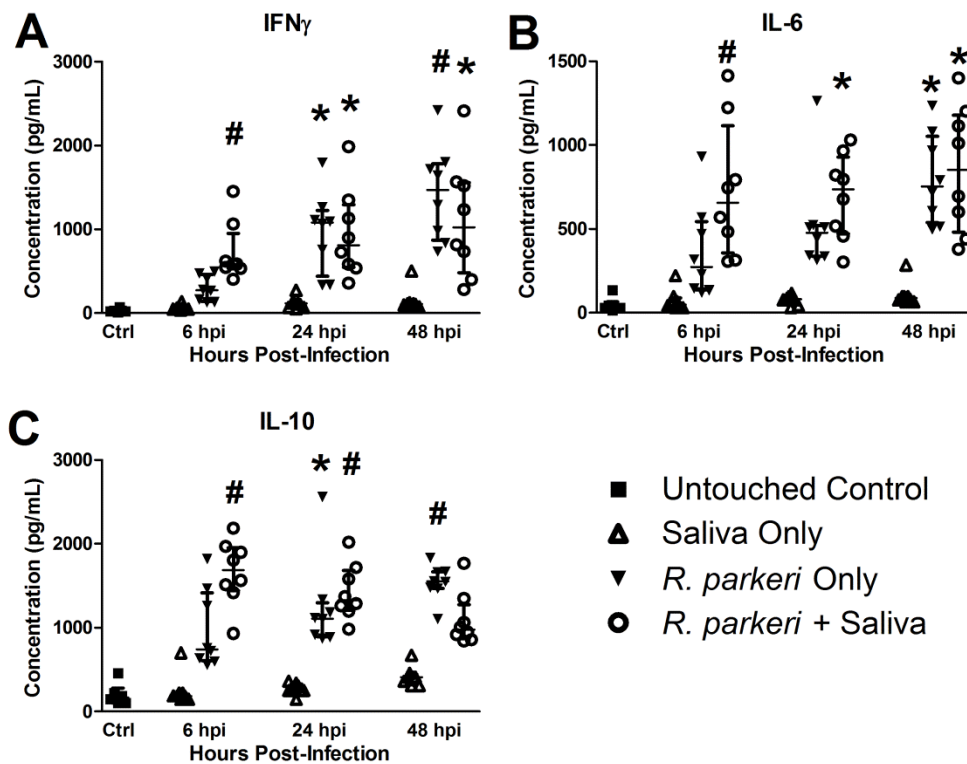 A
IFNγ
Concentration (pg/mL)
3000
2000
1000
0
#
*
*
#
*
Ctrl
6 hpi
24 hpi
48 hpi
Hours Post-Infection
B
IL-6
Concentration (pg/mL)
1500
1000
500
0
#
*
*
*
Ctrl
6 hpi
24 hpi
48 hpi
Hours Post-Infection
C
IL-10
Concentration (pg/mL)
3000
2000
1000
0
#
*
#
#
Ctrl
6 hpi
24 hpi
48 hpi
Hours Post-Infection
Untouched Control
Saliva Only
R. parkeri Only
R. parkeri + Saliva